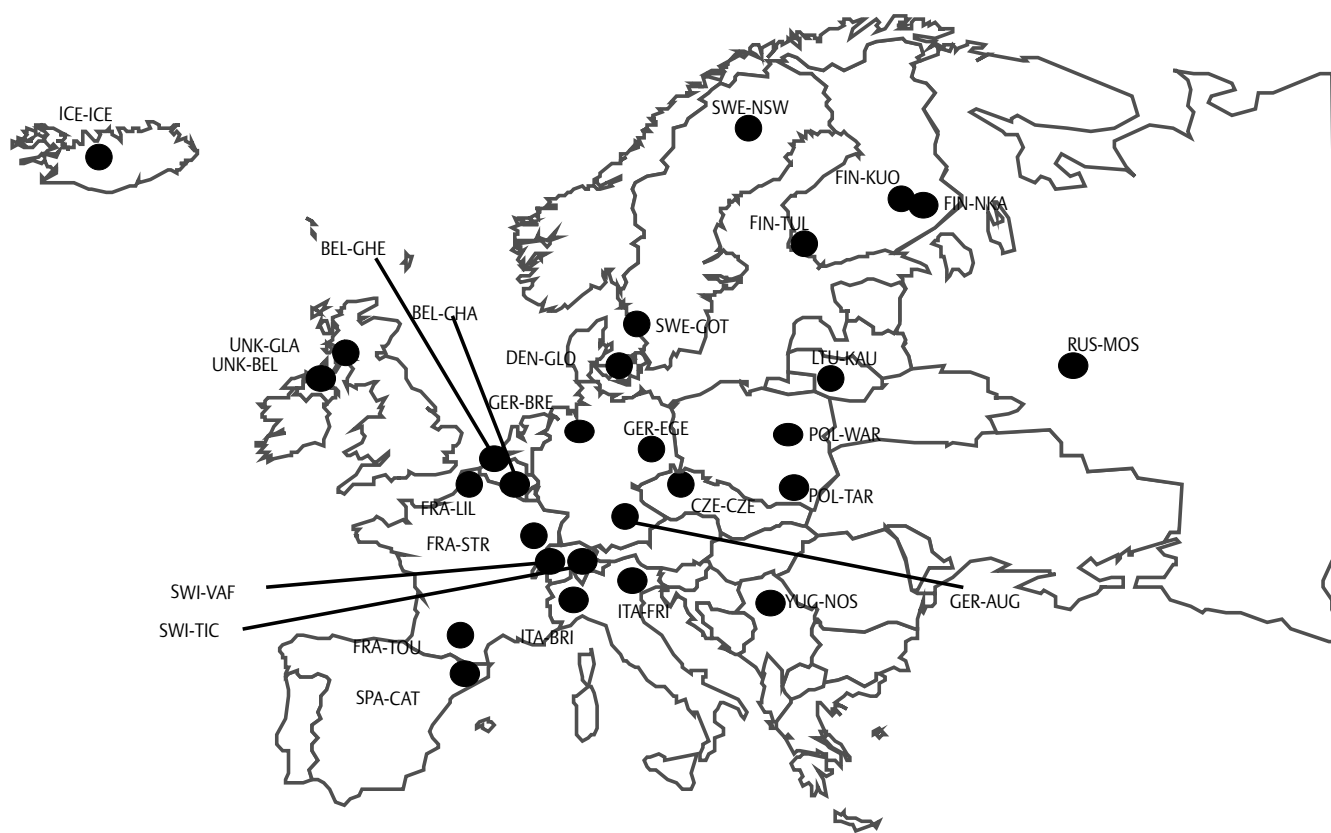 ICE-ICE
SWE-NSW
FIN-KUO
FIN-NKA
FIN-TUL
BEL-GHE
BEL-CHA
SWE-GOT
UNK-GLA
UNK-BEL
DEN-GLO
LTU-KAU
RUS-MOS
GER-BRE
GER-EGE
POL-WAR
POL-TAR
CZE-CZE
FRA-LIL
FRA-STR
SWI-VAF
GER-AUG
YUG-NOS
ITA-FRI
SWI-TIC
ITA-BRI
FRA-TOU
SPA-CAT